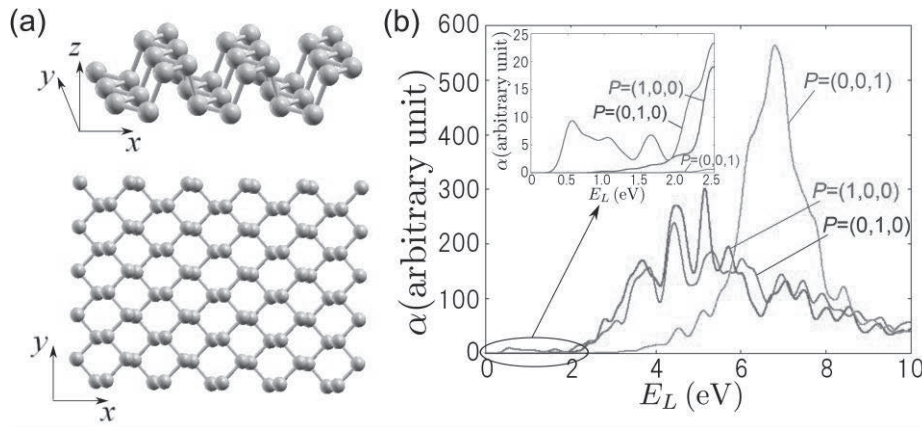 (a)
z
y
x
y
x
(b)
600
500
400
300
200
100
0
α(arbitrary unit)
0 2 4 6 8 10
E_L (eV)
P=(0,0,1)
P=(1,0,0)
P=(0,1,0)
25
20
15
10
5
0
α(arbitrary unit)
0 0.5 1.0 1.5 2.0 2.5
E_L (eV)
P=(1,0,0)
P=(0,1,0)
P=(0,0,1)